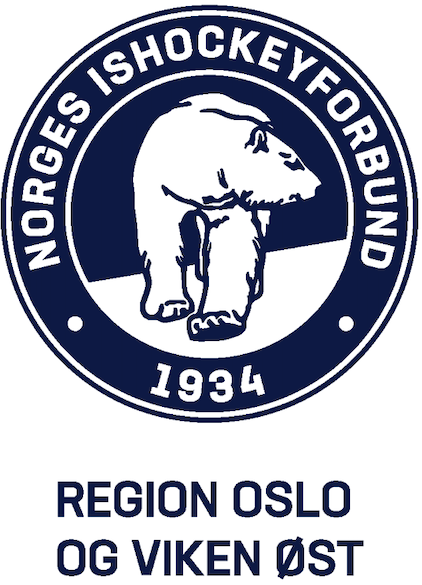 NORGES ISHOCKEYFORBUND
1934
REGION OSLO
OG VIKEN ØST